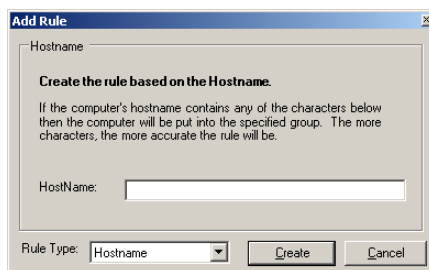 Add Rule
Hostname
Create the rule based on the Hostname.
If the computer's hostname contains any of the characters below
then the computer will be put into the specified group. The more
characters, the more accurate the rule will be.
HostName:
Rule Type: Hostname Create Cancel